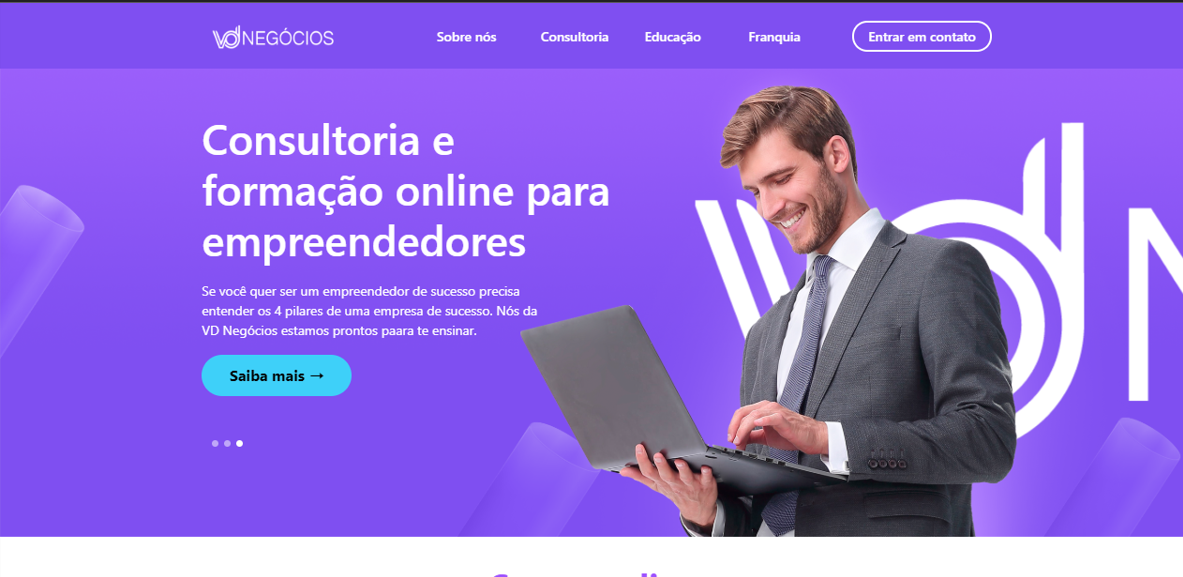 VD NEGÓCIOS
Sobre nós
Consultoria
Educação
Franquia
Entrar em contato
Consultoria e
formação online para
empreendedores
Se você quer ser um empreendedor de sucesso precisa
entender os 4 pilares de uma empresa de sucesso. Nós da
VD Negócios estamos prontos paara te ensinar.
Saiba mais →
vd N